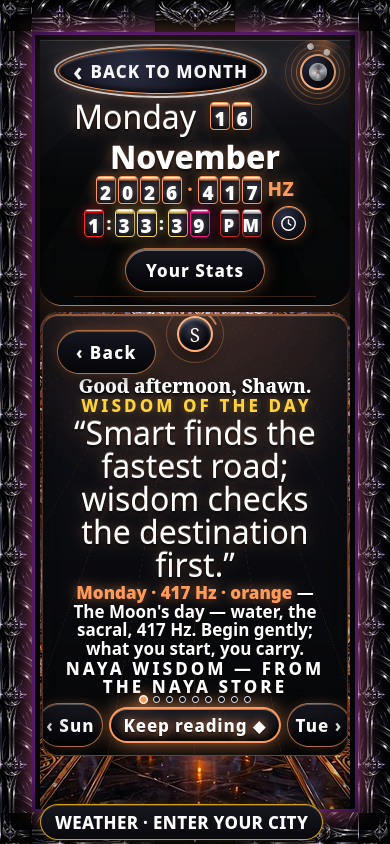 ‹ BACK TO MONTH
Monday 16
November
2026 · 417 HZ
1:33:39 PM
Your Stats
S
‹ Back
Good afternoon, Shawn.
WISDOM OF THE DAY
“Smart finds the
fastest road;
wisdom checks
the destination
first.”
Monday · 417 Hz · orange —
The Moon's day — water, the
sacral, 417 Hz. Begin gently;
what you start, you carry.
NAYA WISDOM — FROM
THE NAYA STORE
‹ Sun
Keep reading ◆
Tue ›
WEATHER · ENTER YOUR CITY